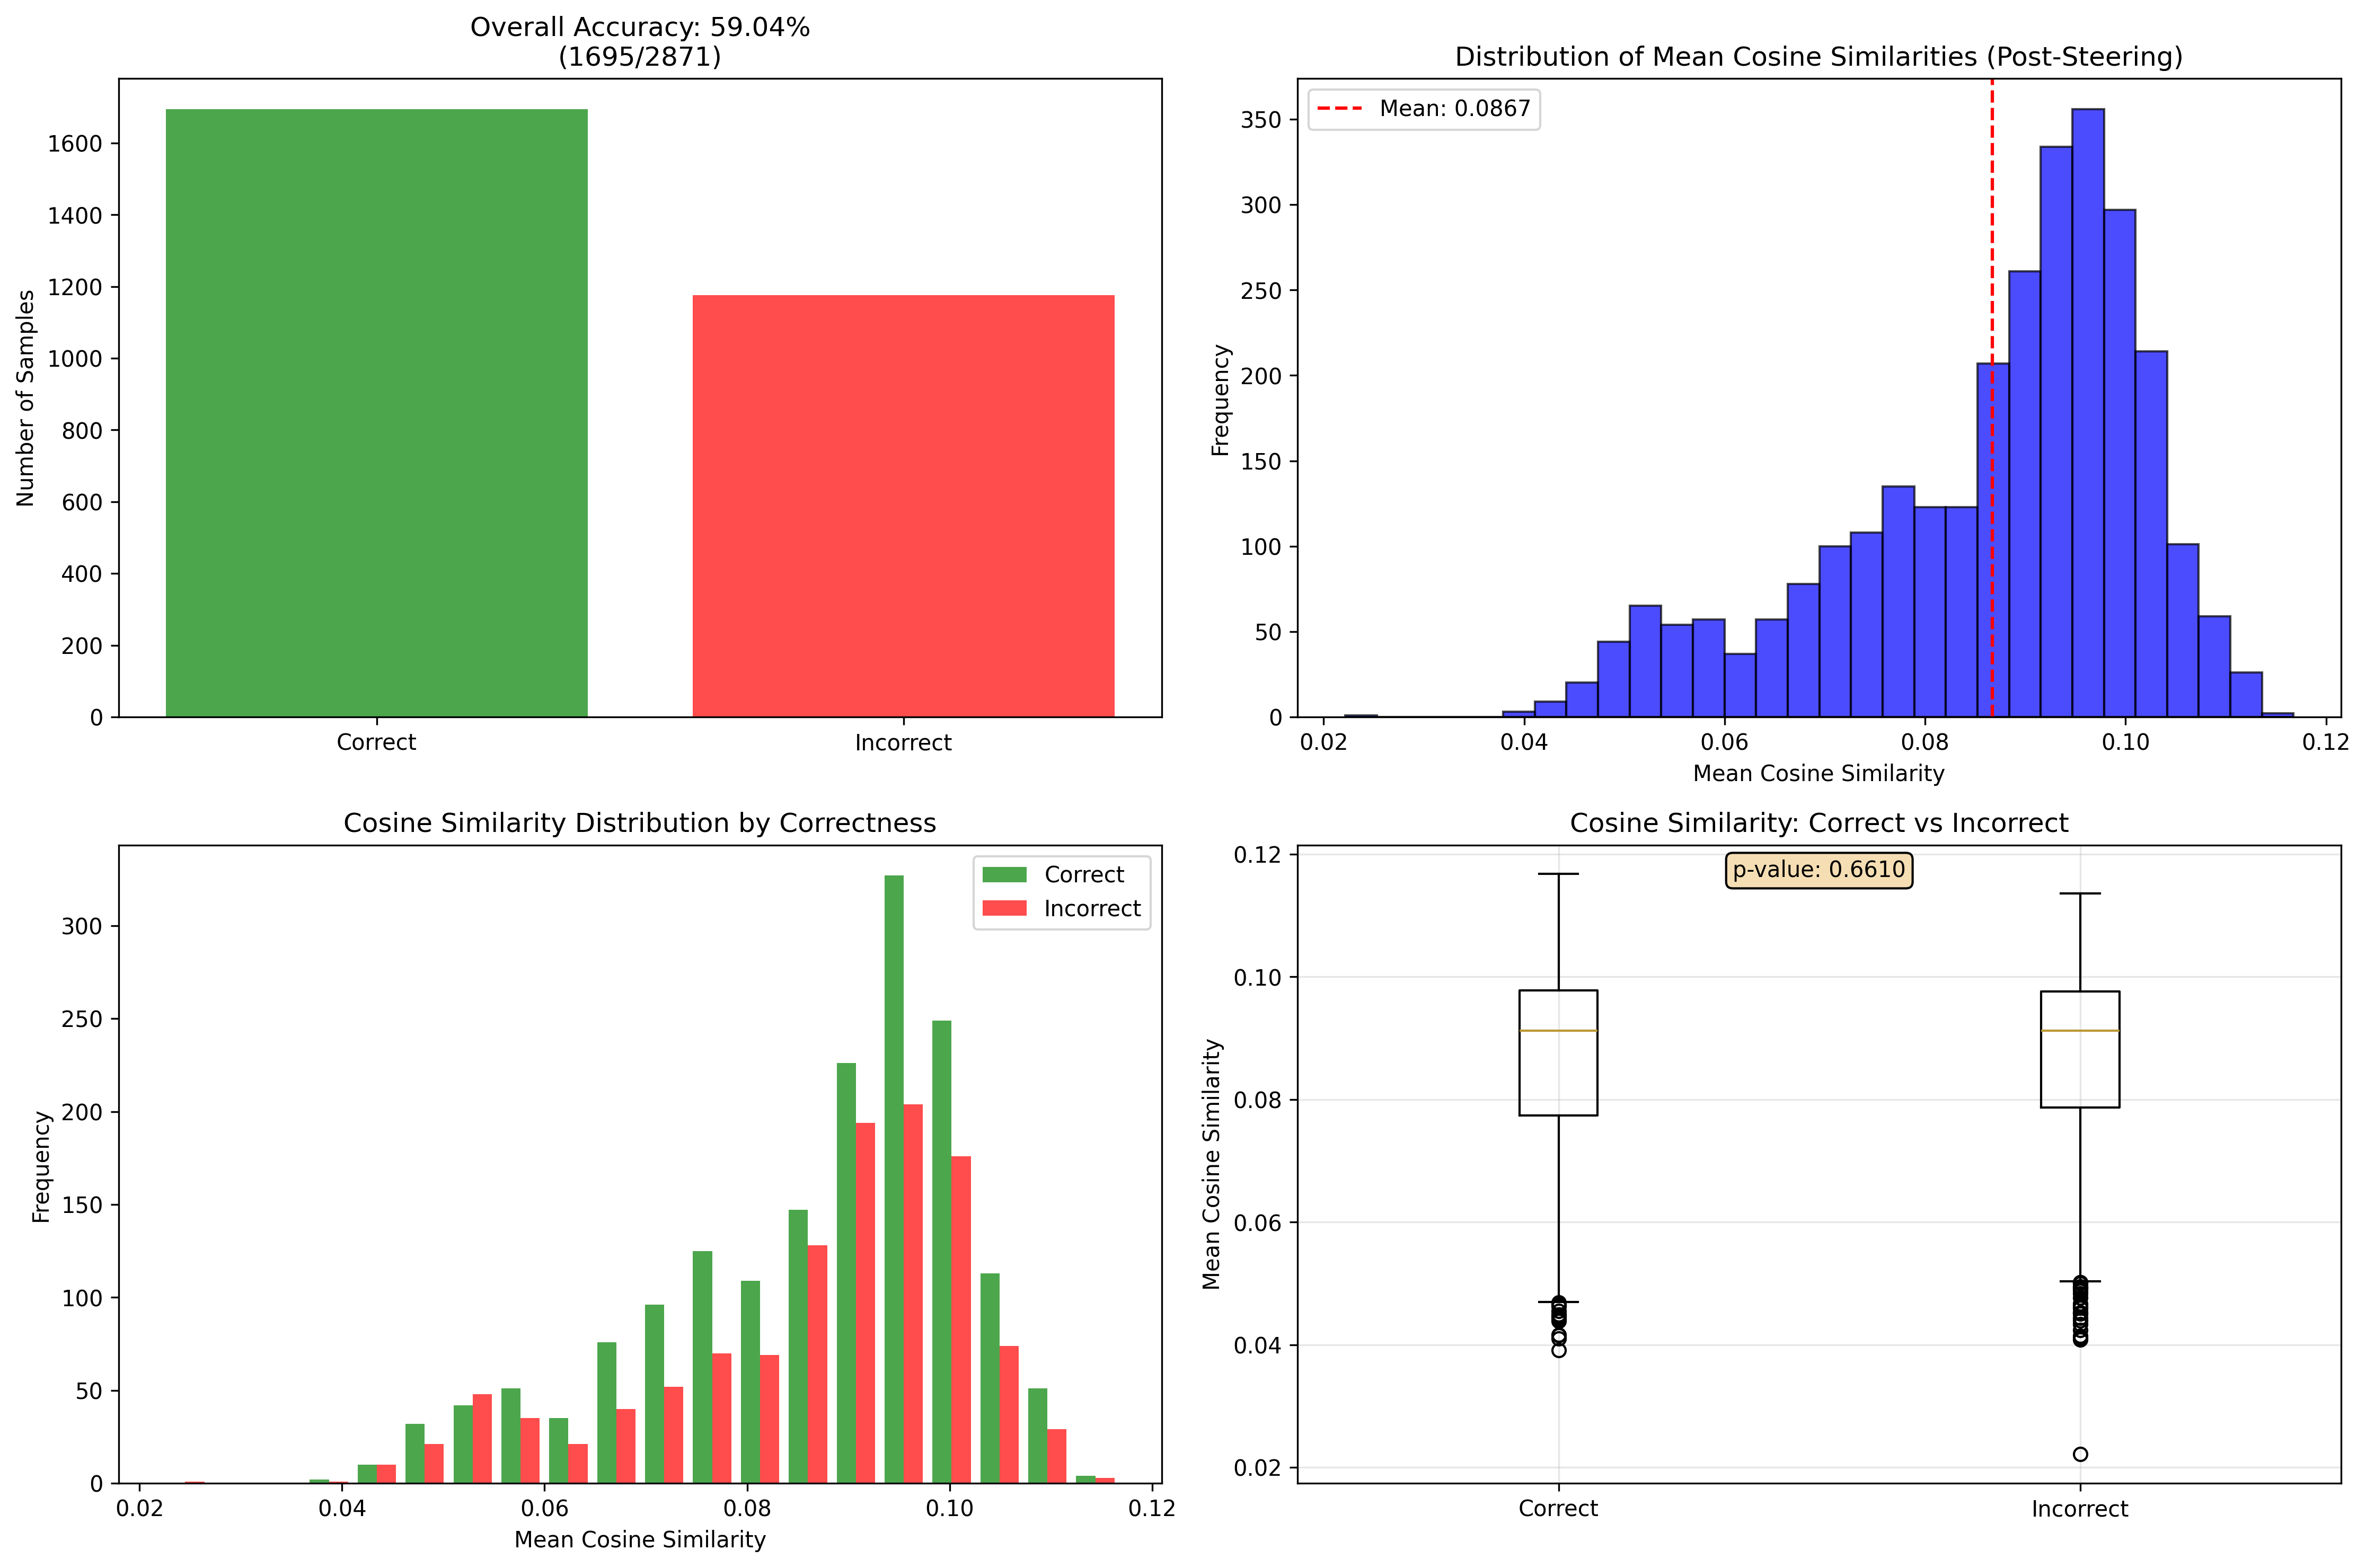 Overall Accuracy: 59.04%
(1695/2871)
Number of Samples
1600
1400
1200
1000
800
600
400
200
0
Correct
Incorrect
Distribution of Mean Cosine Similarities (Post-Steering)
Mean: 0.0867
Frequency
350
300
250
200
150
100
50
0
0.02
0.04
0.06
0.08
0.10
0.12
Mean Cosine Similarity
Cosine Similarity Distribution by Correctness
Correct
Incorrect
Frequency
300
250
200
150
100
50
0
0.02
0.04
0.06
0.08
0.10
0.12
Mean Cosine Similarity
Cosine Similarity: Correct vs Incorrect
p-value: 0.6610
Mean Cosine Similarity
0.12
0.10
0.08
0.06
0.04
0.02
Correct
Incorrect